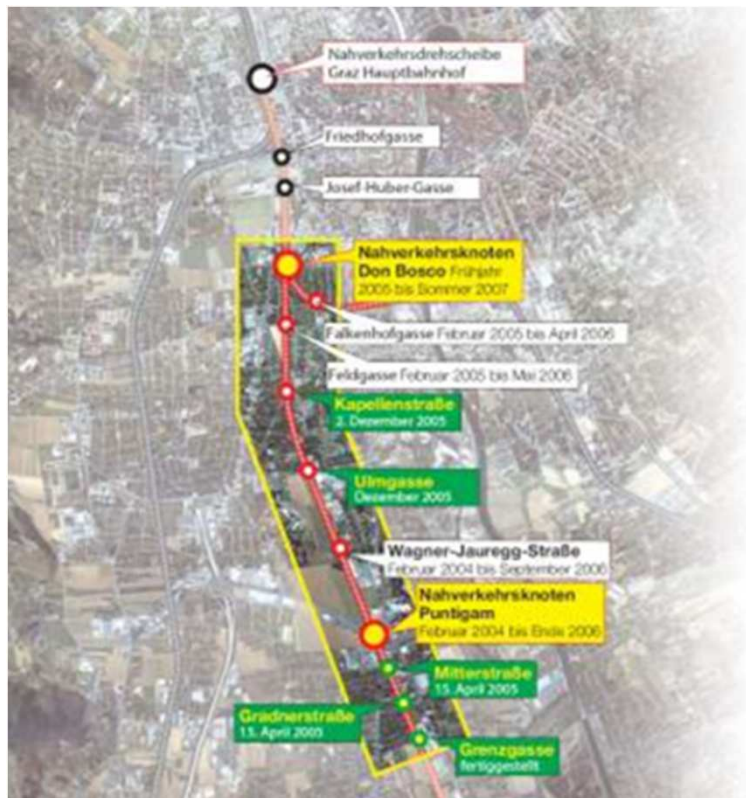 Nahverkehrsdrehscheibe
Graz Hauptbahnhof
Friedhofgasse
Josef-Huber-Gasse
Nahverkehrsknoten
Don Bosco Frühjahr
2005 bis Sommer 2007
Falkenhofgasse Februar 2005 bis April 2006
Feldgasse Februar 2005 bis Mai 2006
Kapellenstraße
2. Dezember 2005
Ulmgasse
Dezember 2005
Wagner-Jauregg-Straße
Februar 2004 bis September 2006
Nahverkehrsknoten
Puntigam
Februar 2004 bis Ende 2006
Mitterstraße
15. April 2005
Gradnerstraße
15. April 2005
Grenzgasse
fertiggestellt